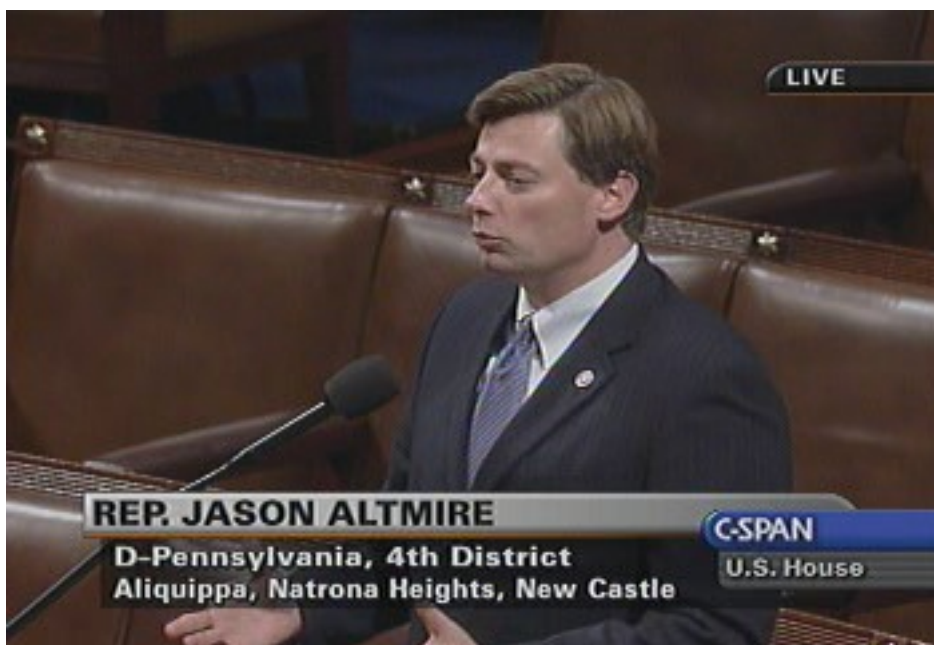 LIVE
REP. JASON ALTMIRE
D-Pennsylvania, 4th District
Aliquippa, Natrona Heights, New Castle
C-SPAN
U.S. House